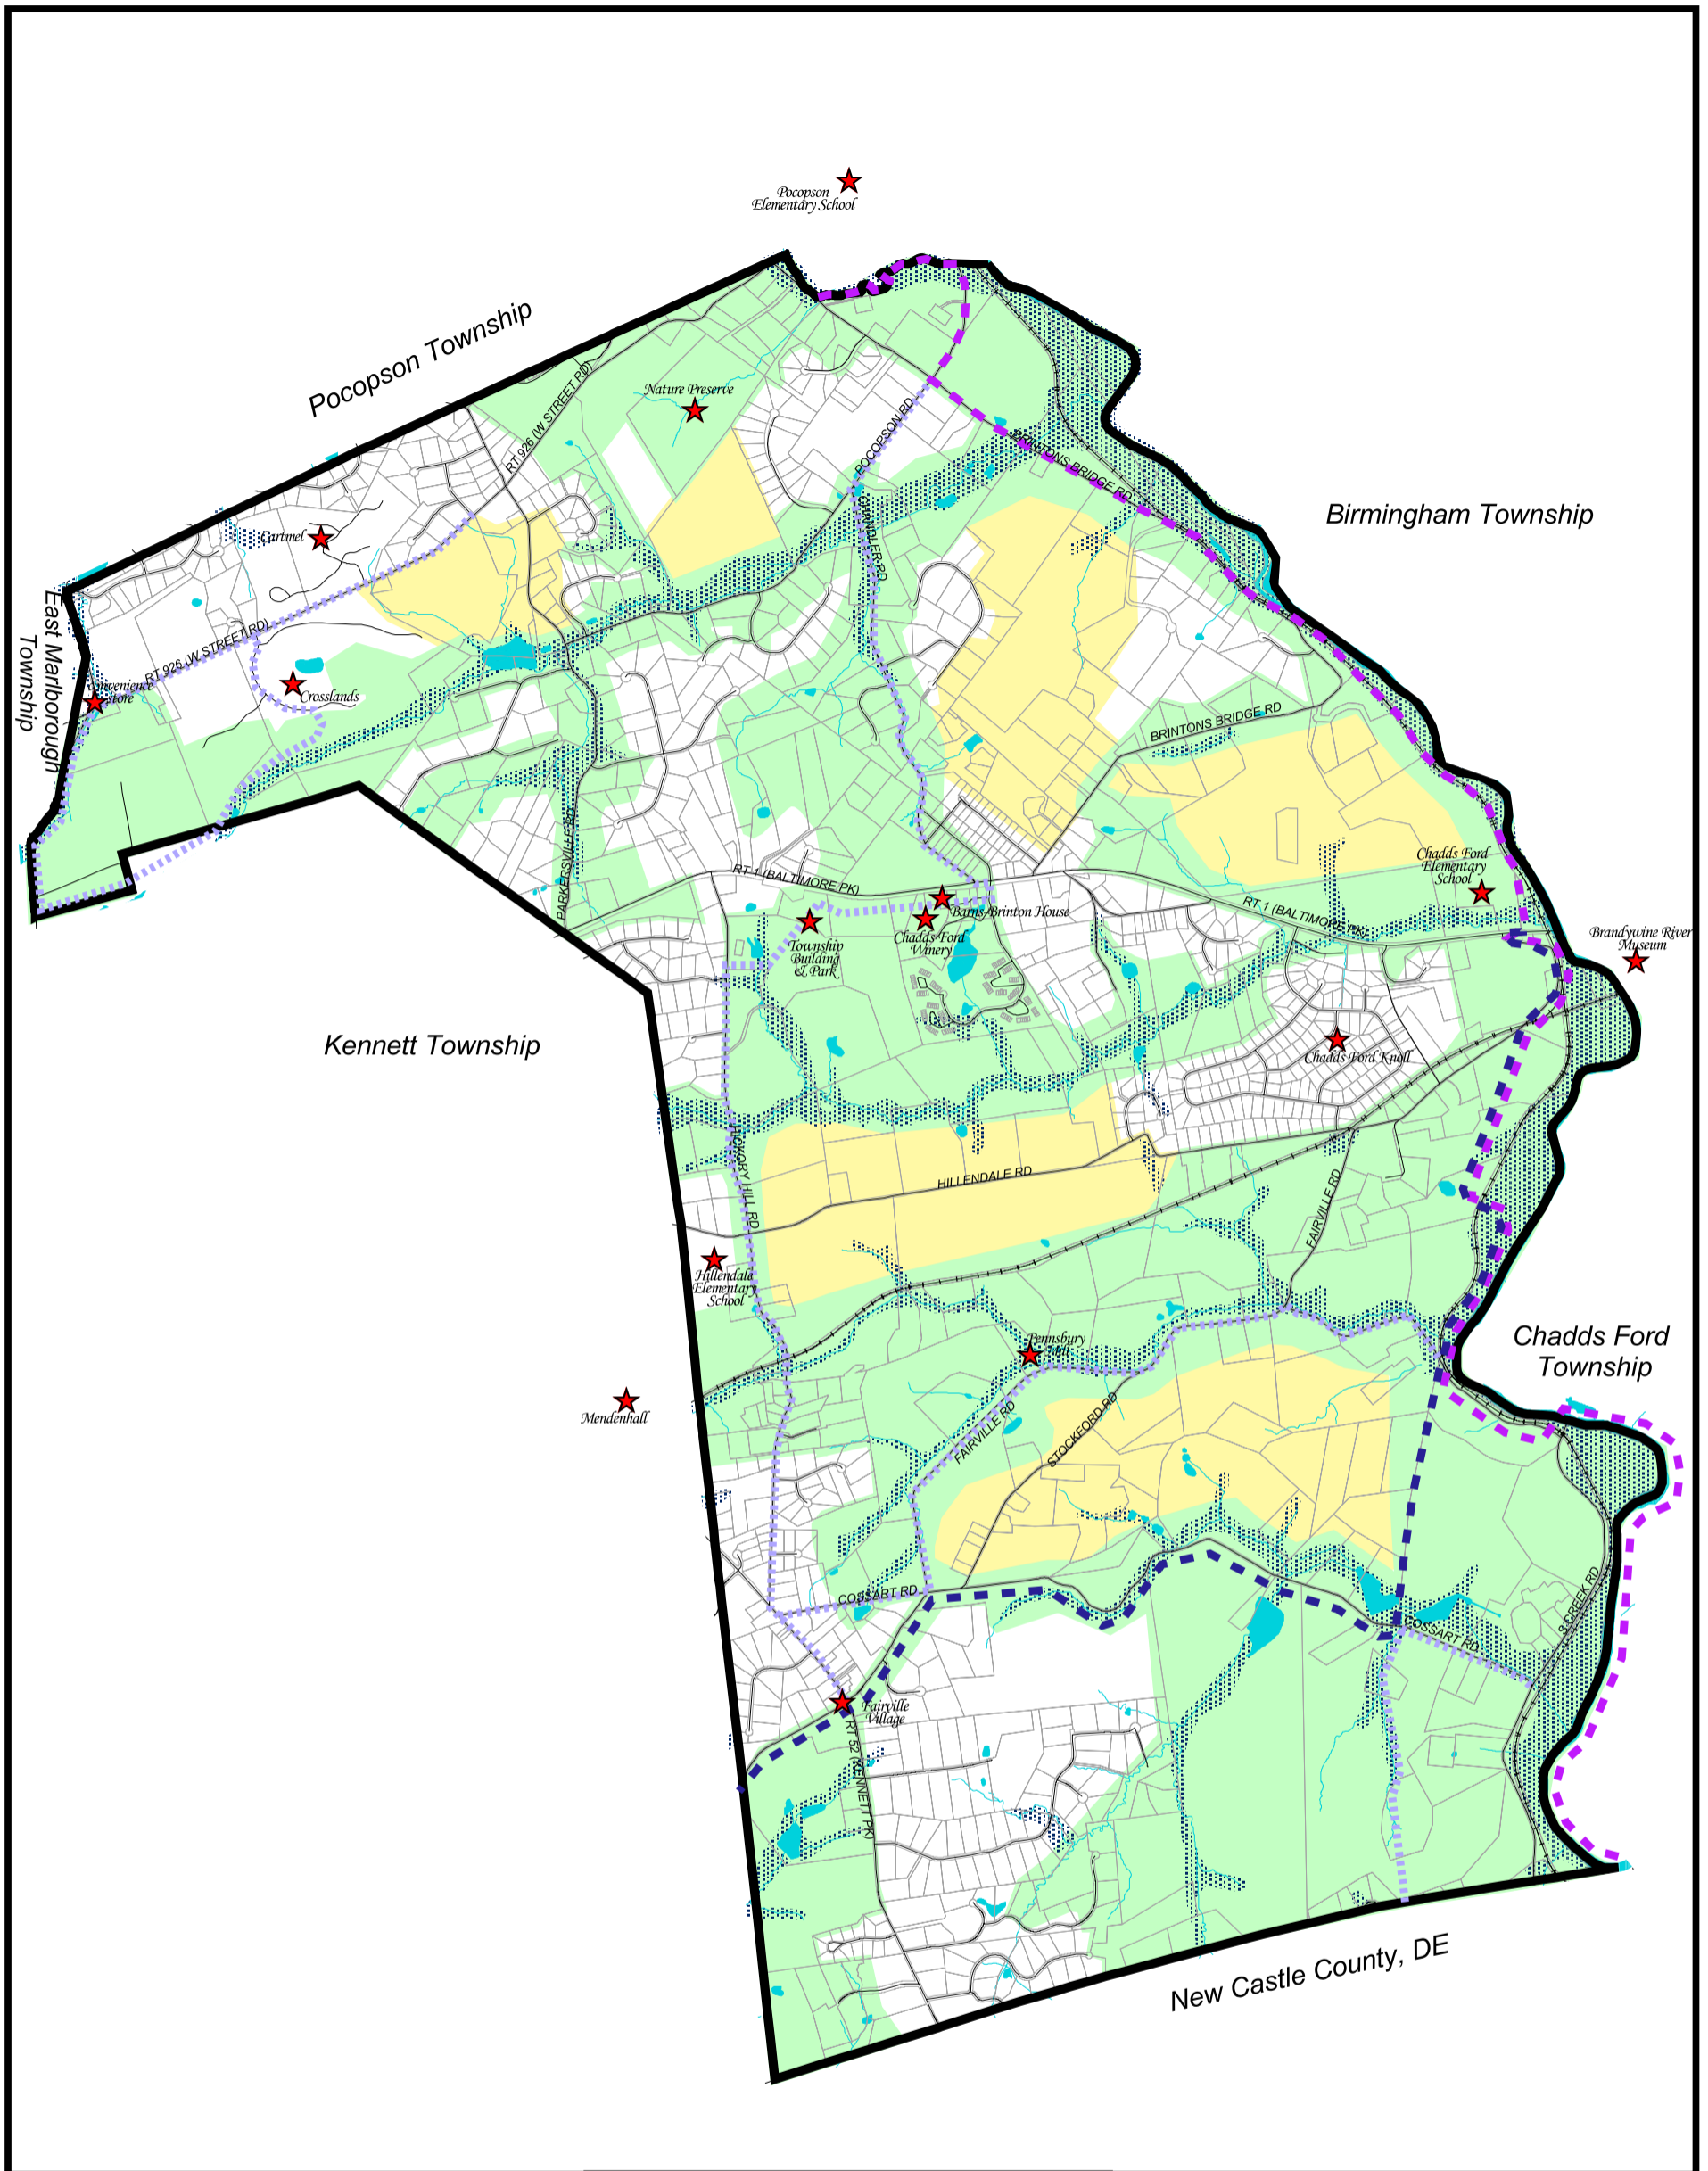 Pocopson
Elementary School
Pocopson Township
Nature Preserve
RT 926 (W STREET RD)
POCOPSON RD
BRINTONS BRIDGE RD
CHANDLER RD
Birmingham Township
Cartmel
East Marlborough
Township
RT 926 (W STREET RD)
Convenience
Store
Crosslands
BRINTONS BRIDGE RD
PARKERSVILLE RD
RT 1 (BALTIMORE PK)
Chadds Ford
Elementary
School
RT 1 (BALTIMORE PK)
Barns-Brinton House
Chadds Ford
Winery
Township
Building
& Park
Brandywine River
Museum
Kennett Township
Chadds Ford Knoll
HICKORY HILL RD
HILLENDALE RD
FAIRVILLE RD
Hillendale
Elementary
School
Pennsbury
Mill
Chadds Ford
Township
Mendenhall
FAIRVILLE RD
STOCKFORD RD
COSSART RD
COSSART RD
S CREEK RD
Fairville
Village
RT 52 (KENNETT PK)
New Castle County, DE